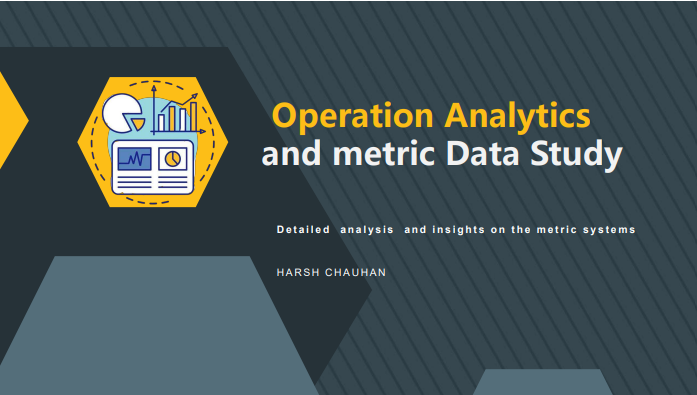 Operation Analytics
and metric Data Study
Detailed analysis and insights on the metric systems
HARSH CHAUHAN